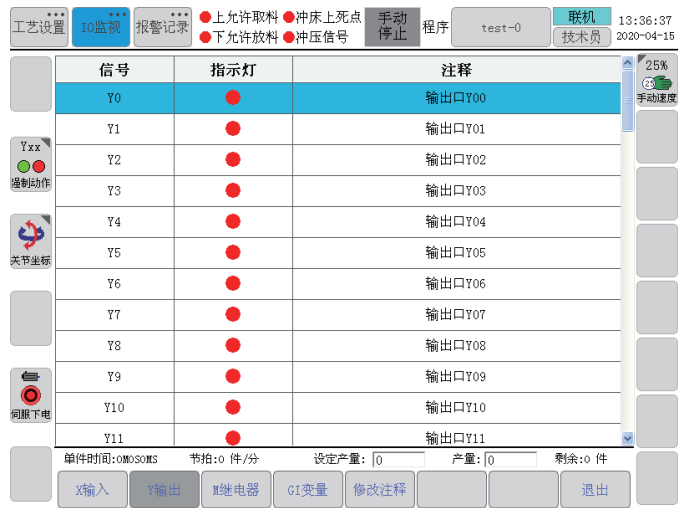 工艺设置 IO监视 报警记录 上允许取料 冲床上死点 手动停止 程序 test-0 联机 13:36:37
下允许放料 冲压信号 技术员 2020-04-15
信号 指示灯 注释 25%
手动速度
Y0 输出口Y00
Y1 输出口Y01
Yxx
强制动作
Y2 输出口Y02
Y3 输出口Y03
Y4 输出口Y04
关节坐标
Y5 输出口Y05
Y6 输出口Y06
Y7 输出口Y07
Y8 输出口Y08
Y9 输出口Y09
伺服下电
Y10 输出口Y10
Y11 输出口Y11
单件时间:0M0S0MS 节拍:0 件/分 设定产量: 0 产量: 0 剩余:0 件
X输入 Y输出 M继电器 GI变量 修改注释 退出